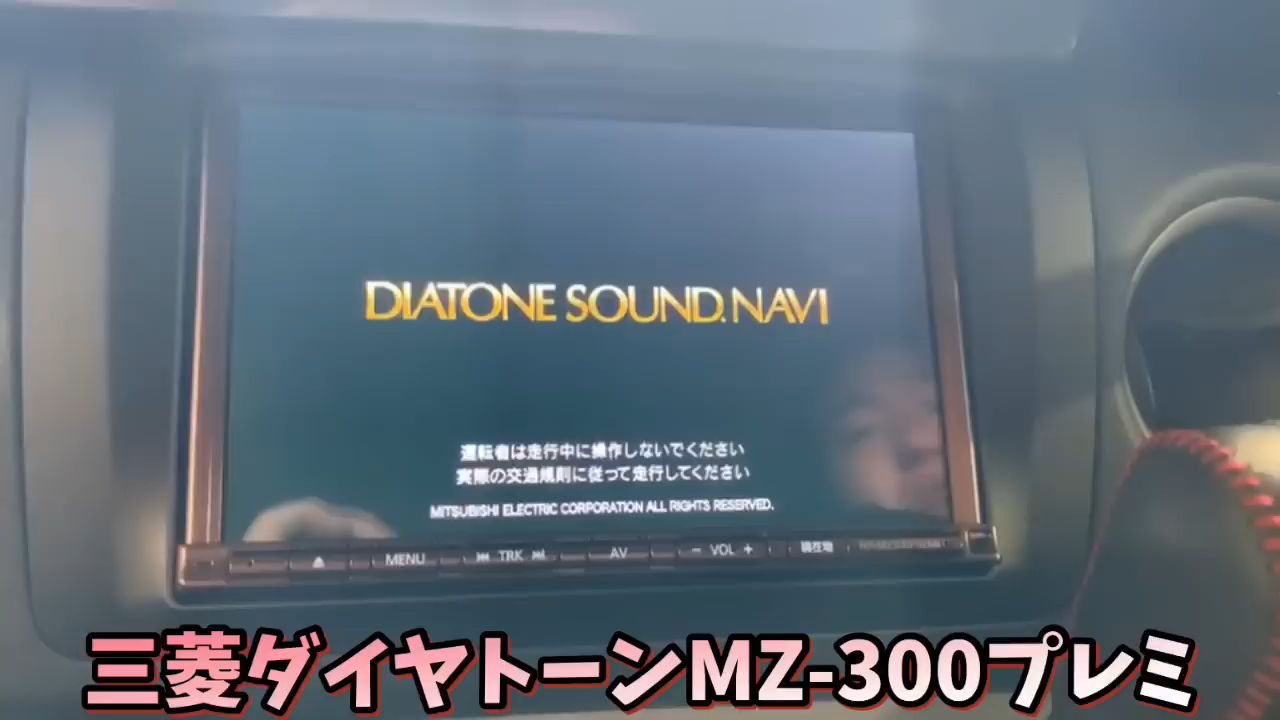 DIATONE SOUND.NAVI
運転者は走行中に操作しないでください
実際の交通規則に従って走行してください
MITSUBISHI ELECTRIC CORPORATION ALL RIGHTS RESERVED.
MENU TRK AV − VOL + 現在地
三菱ダイヤトーンMZ-300プレミ